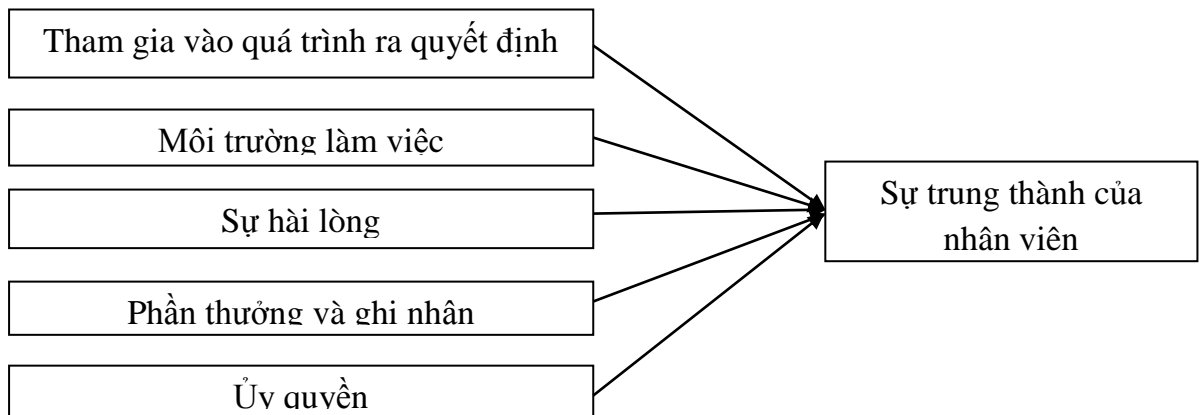 Tham gia vào quá trình ra quyết định
Môi trường làm việc
Sự hài lòng
Phần thưởng và ghi nhận
Ủy quyền
Sự trung thành của
nhân viên